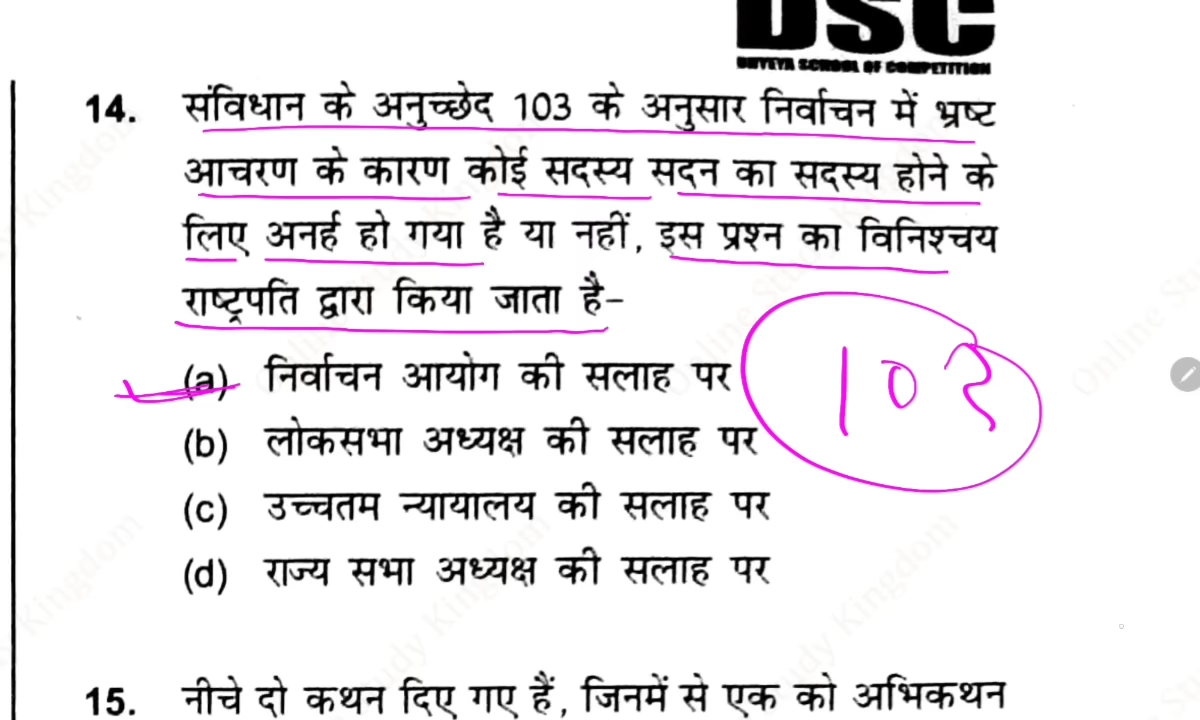 DSC
DHYEYA SCHOOL OF COMPETITION
14. संविधान के अनुच्छेद 103 के अनुसार निर्वाचन में भ्रष्ट
आचरण के कारण कोई सदस्य सदन का सदस्य होने के
लिए अनर्ह हो गया है या नहीं, इस प्रश्न का विनिश्चय
राष्ट्रपति द्वारा किया जाता है–
(a) निर्वाचन आयोग की सलाह पर
103
(b) लोकसभा अध्यक्ष की सलाह पर
(c) उच्चतम न्यायालय की सलाह पर
(d) राज्य सभा अध्यक्ष की सलाह पर
15. नीचे दो कथन दिए गए हैं, जिनमें से एक को अभिकथन